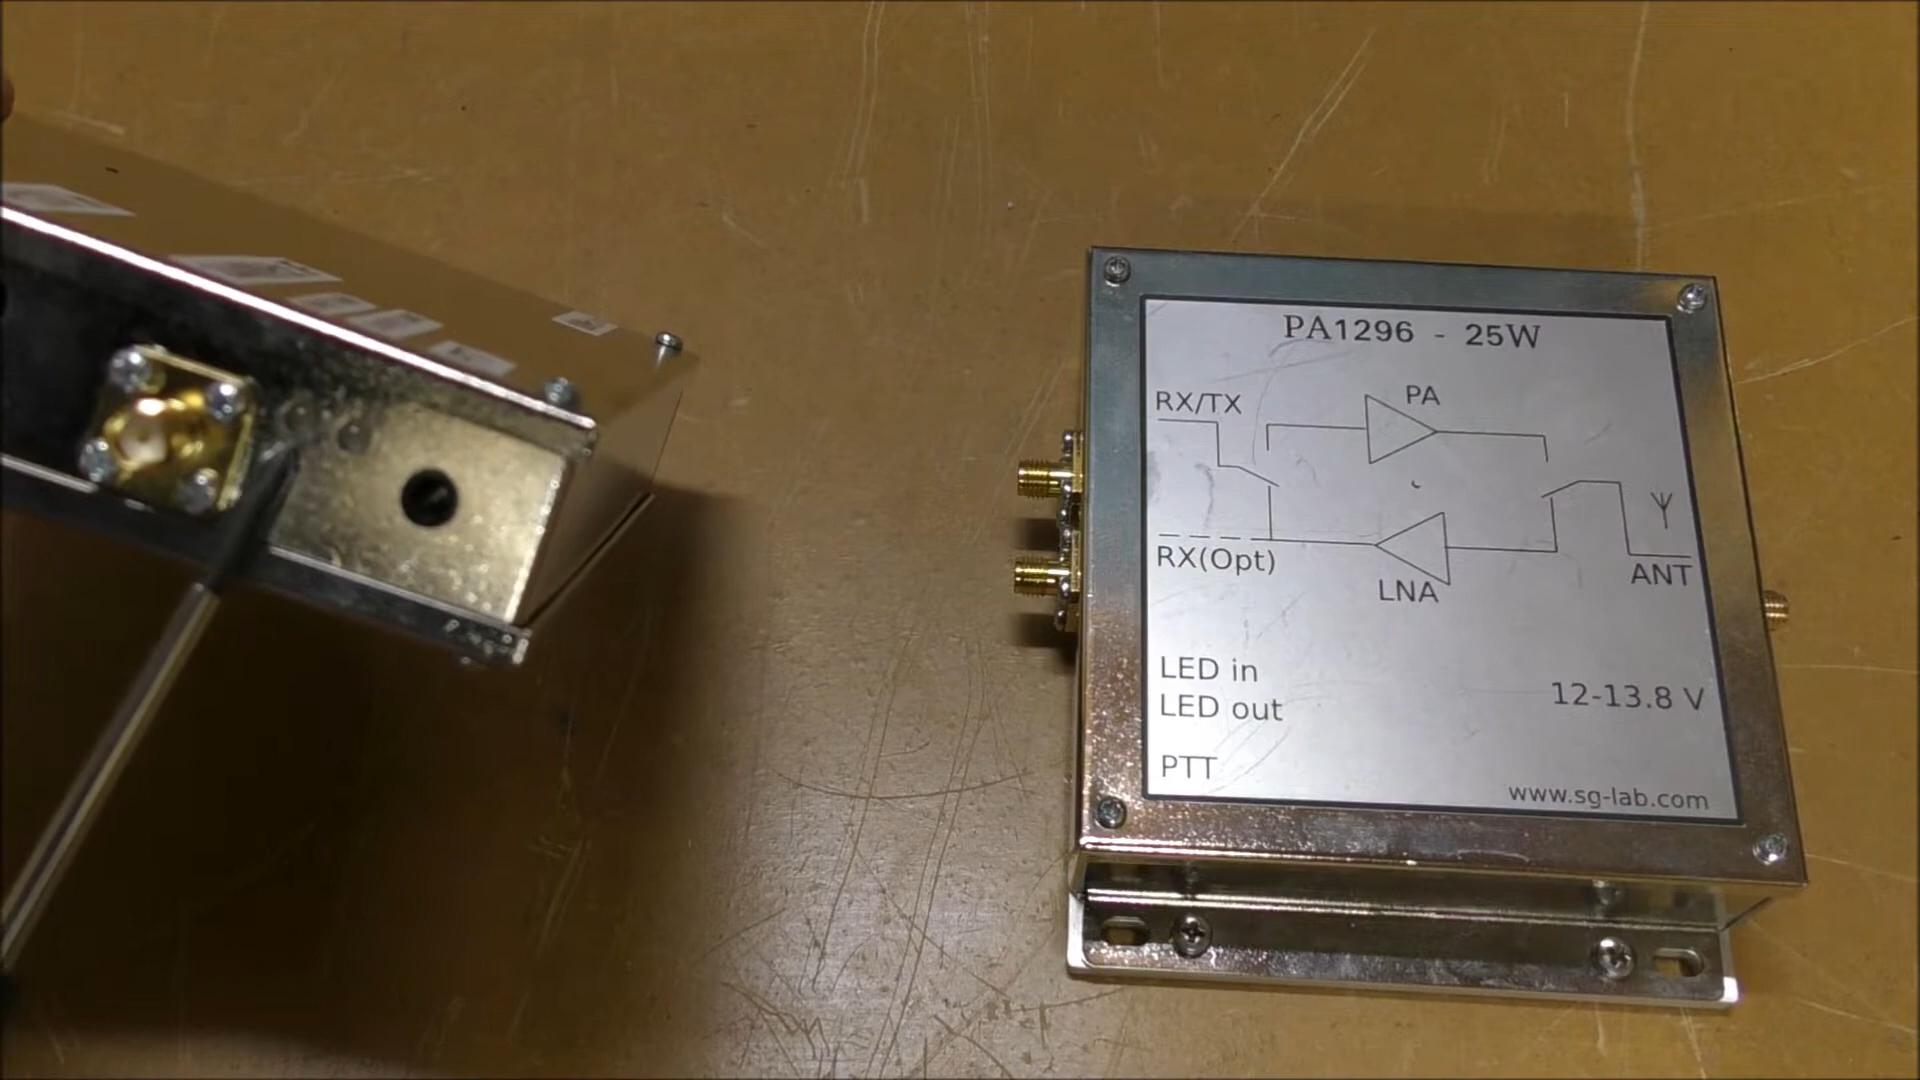 PA1296 - 25W
PA
RX/TX
RX(Opt)
LNA
ANT
LED in
LED out
12-13.8 V
PTT
www.sg-lab.com